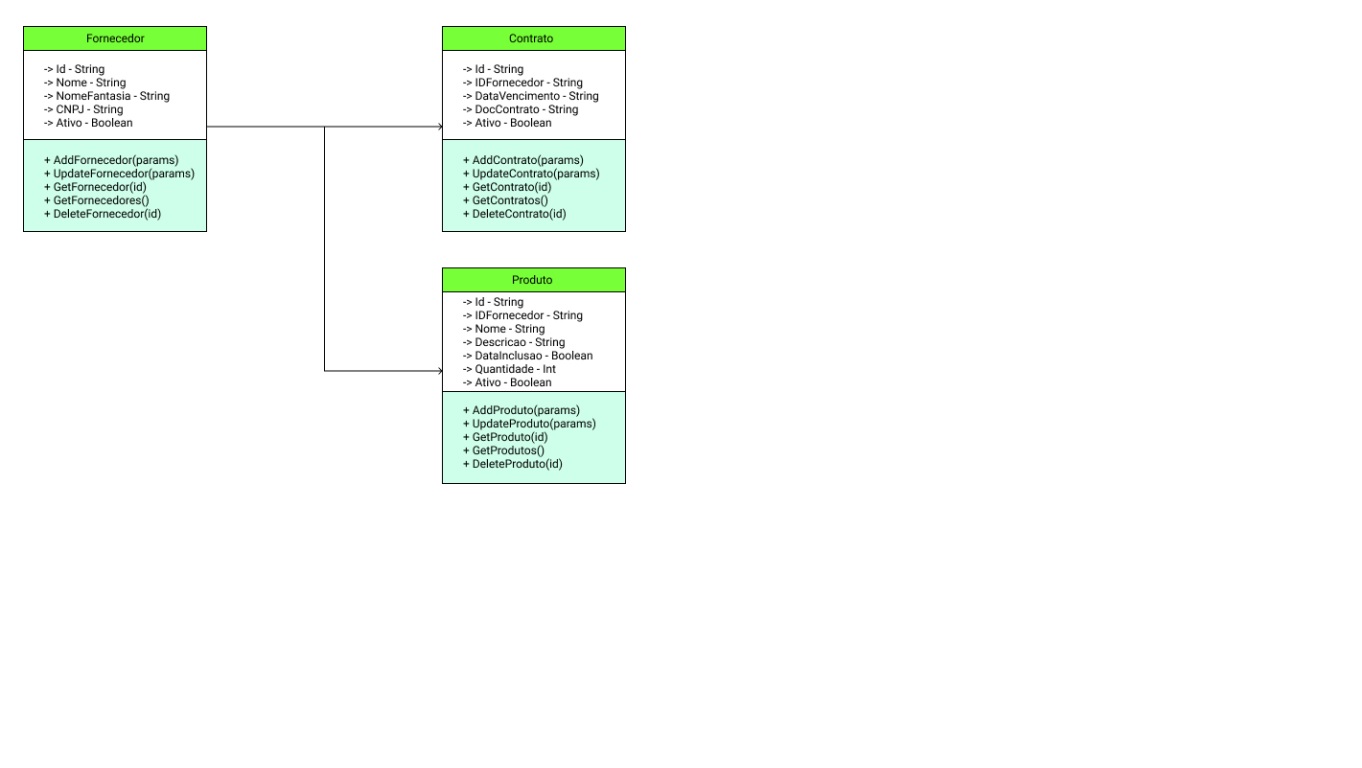 Fornecedor
-> Id - String
-> Nome - String
-> NomeFantasia - String
-> CNPJ - String
-> Ativo - Boolean
+ AddFornecedor(params)
+ UpdateFornecedor(params)
+ GetFornecedor(id)
+ GetFornecedores()
+ DeleteFornecedor(id)
Contrato
-> Id - String
-> IDFornecedor - String
-> DataVencimento - String
-> DocContrato - String
-> Ativo - Boolean
+ AddContrato(params)
+ UpdateContrato(params)
+ GetContrato(id)
+ GetContratos()
+ DeleteContrato(id)
Produto
-> Id - String
-> IDFornecedor - String
-> Nome - String
-> Descricao - String
-> DataInclusao - Boolean
-> Quantidade - Int
-> Ativo - Boolean
+ AddProduto(params)
+ UpdateProduto(params)
+ GetProduto(id)
+ GetProdutos()
+ DeleteProduto(id)